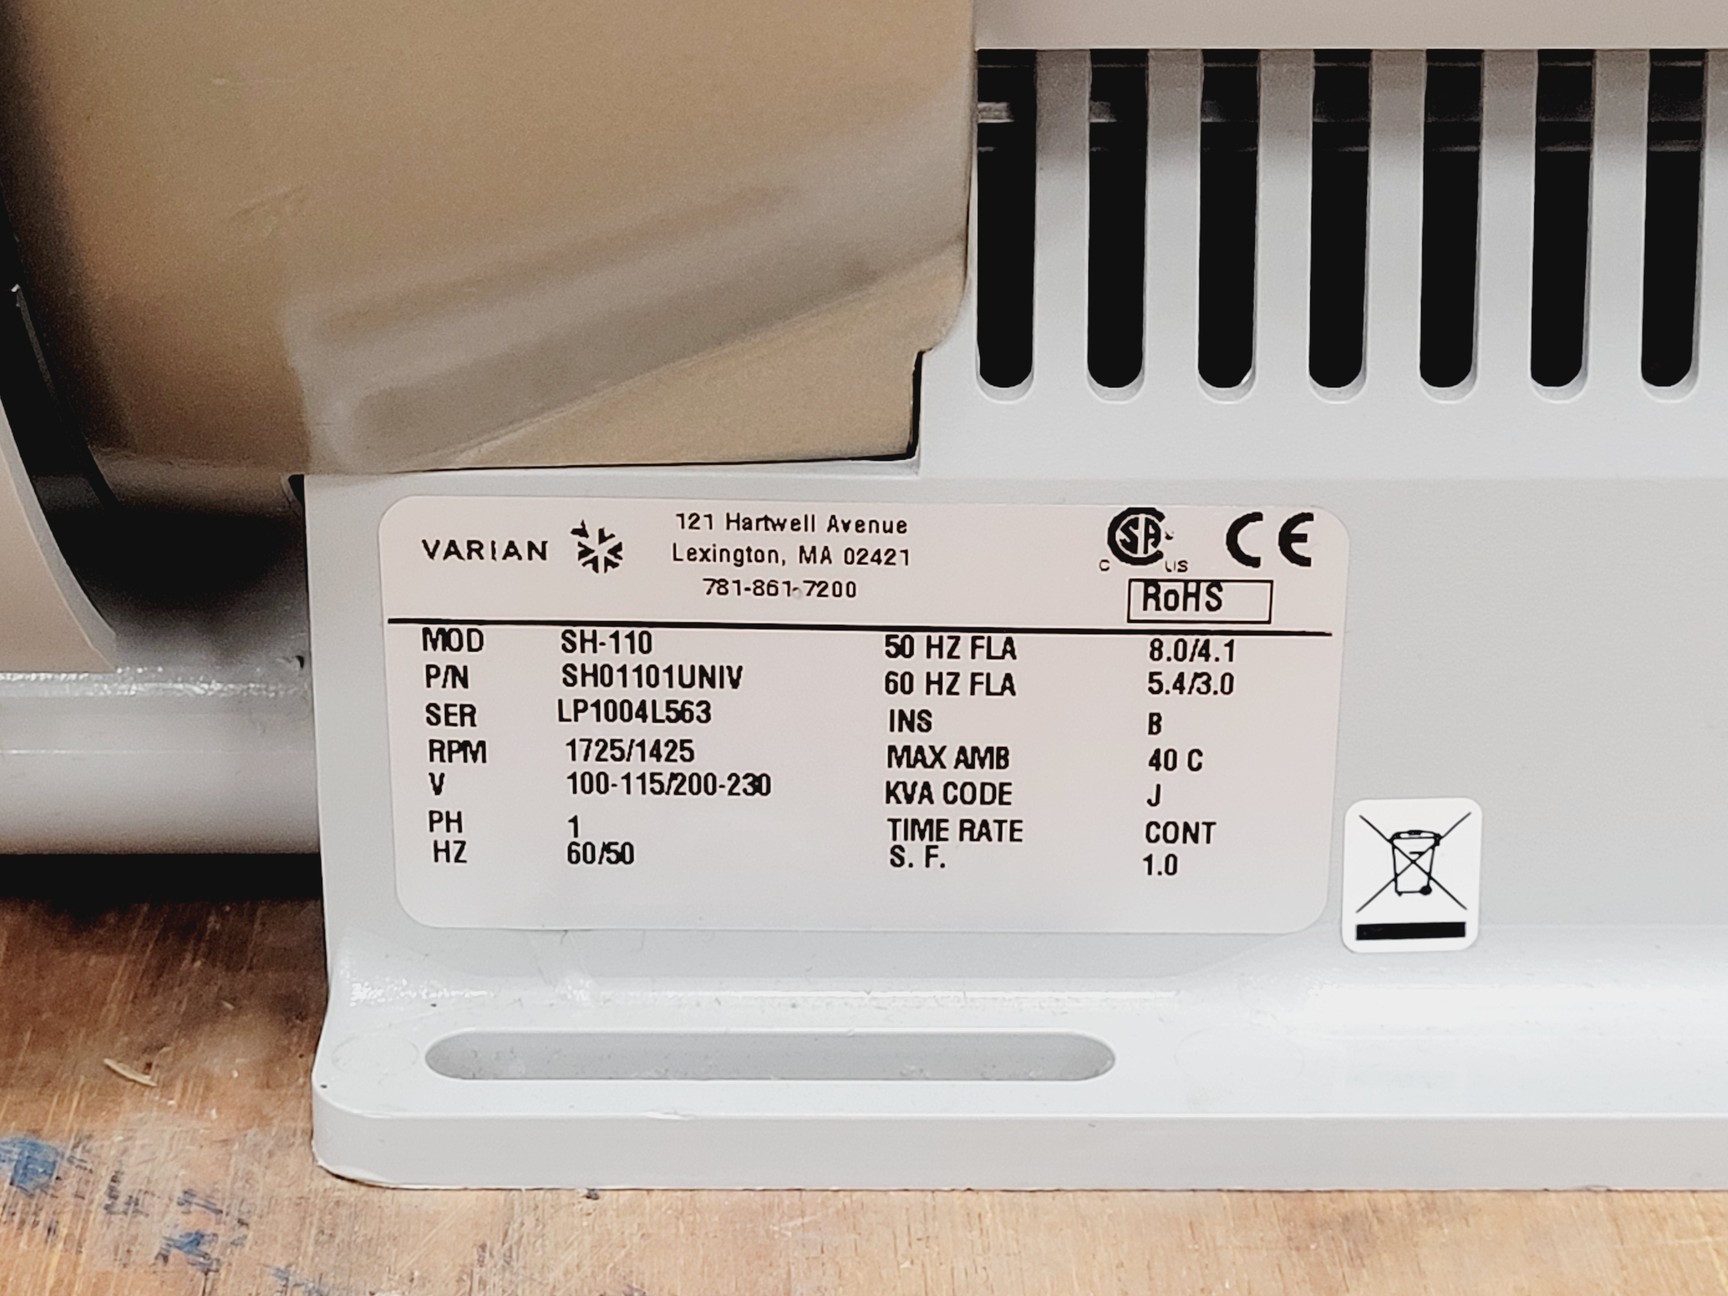 VARIAN
121 Hartwell Avenue
Lexington, MA 02421
781-861-7200
C SA US CE
RoHS
MOD SH-110 50 HZ FLA 8.0/4.1
P/N SH01101UNIV 60 HZ FLA 5.4/3.0
SER LP1004L563 INS B
RPM 1725/1425 MAX AMB 40 C
V 100-115/200-230 KVA CODE J
PH 1 TIME RATE CONT
HZ 60/50 S. F. 1.0